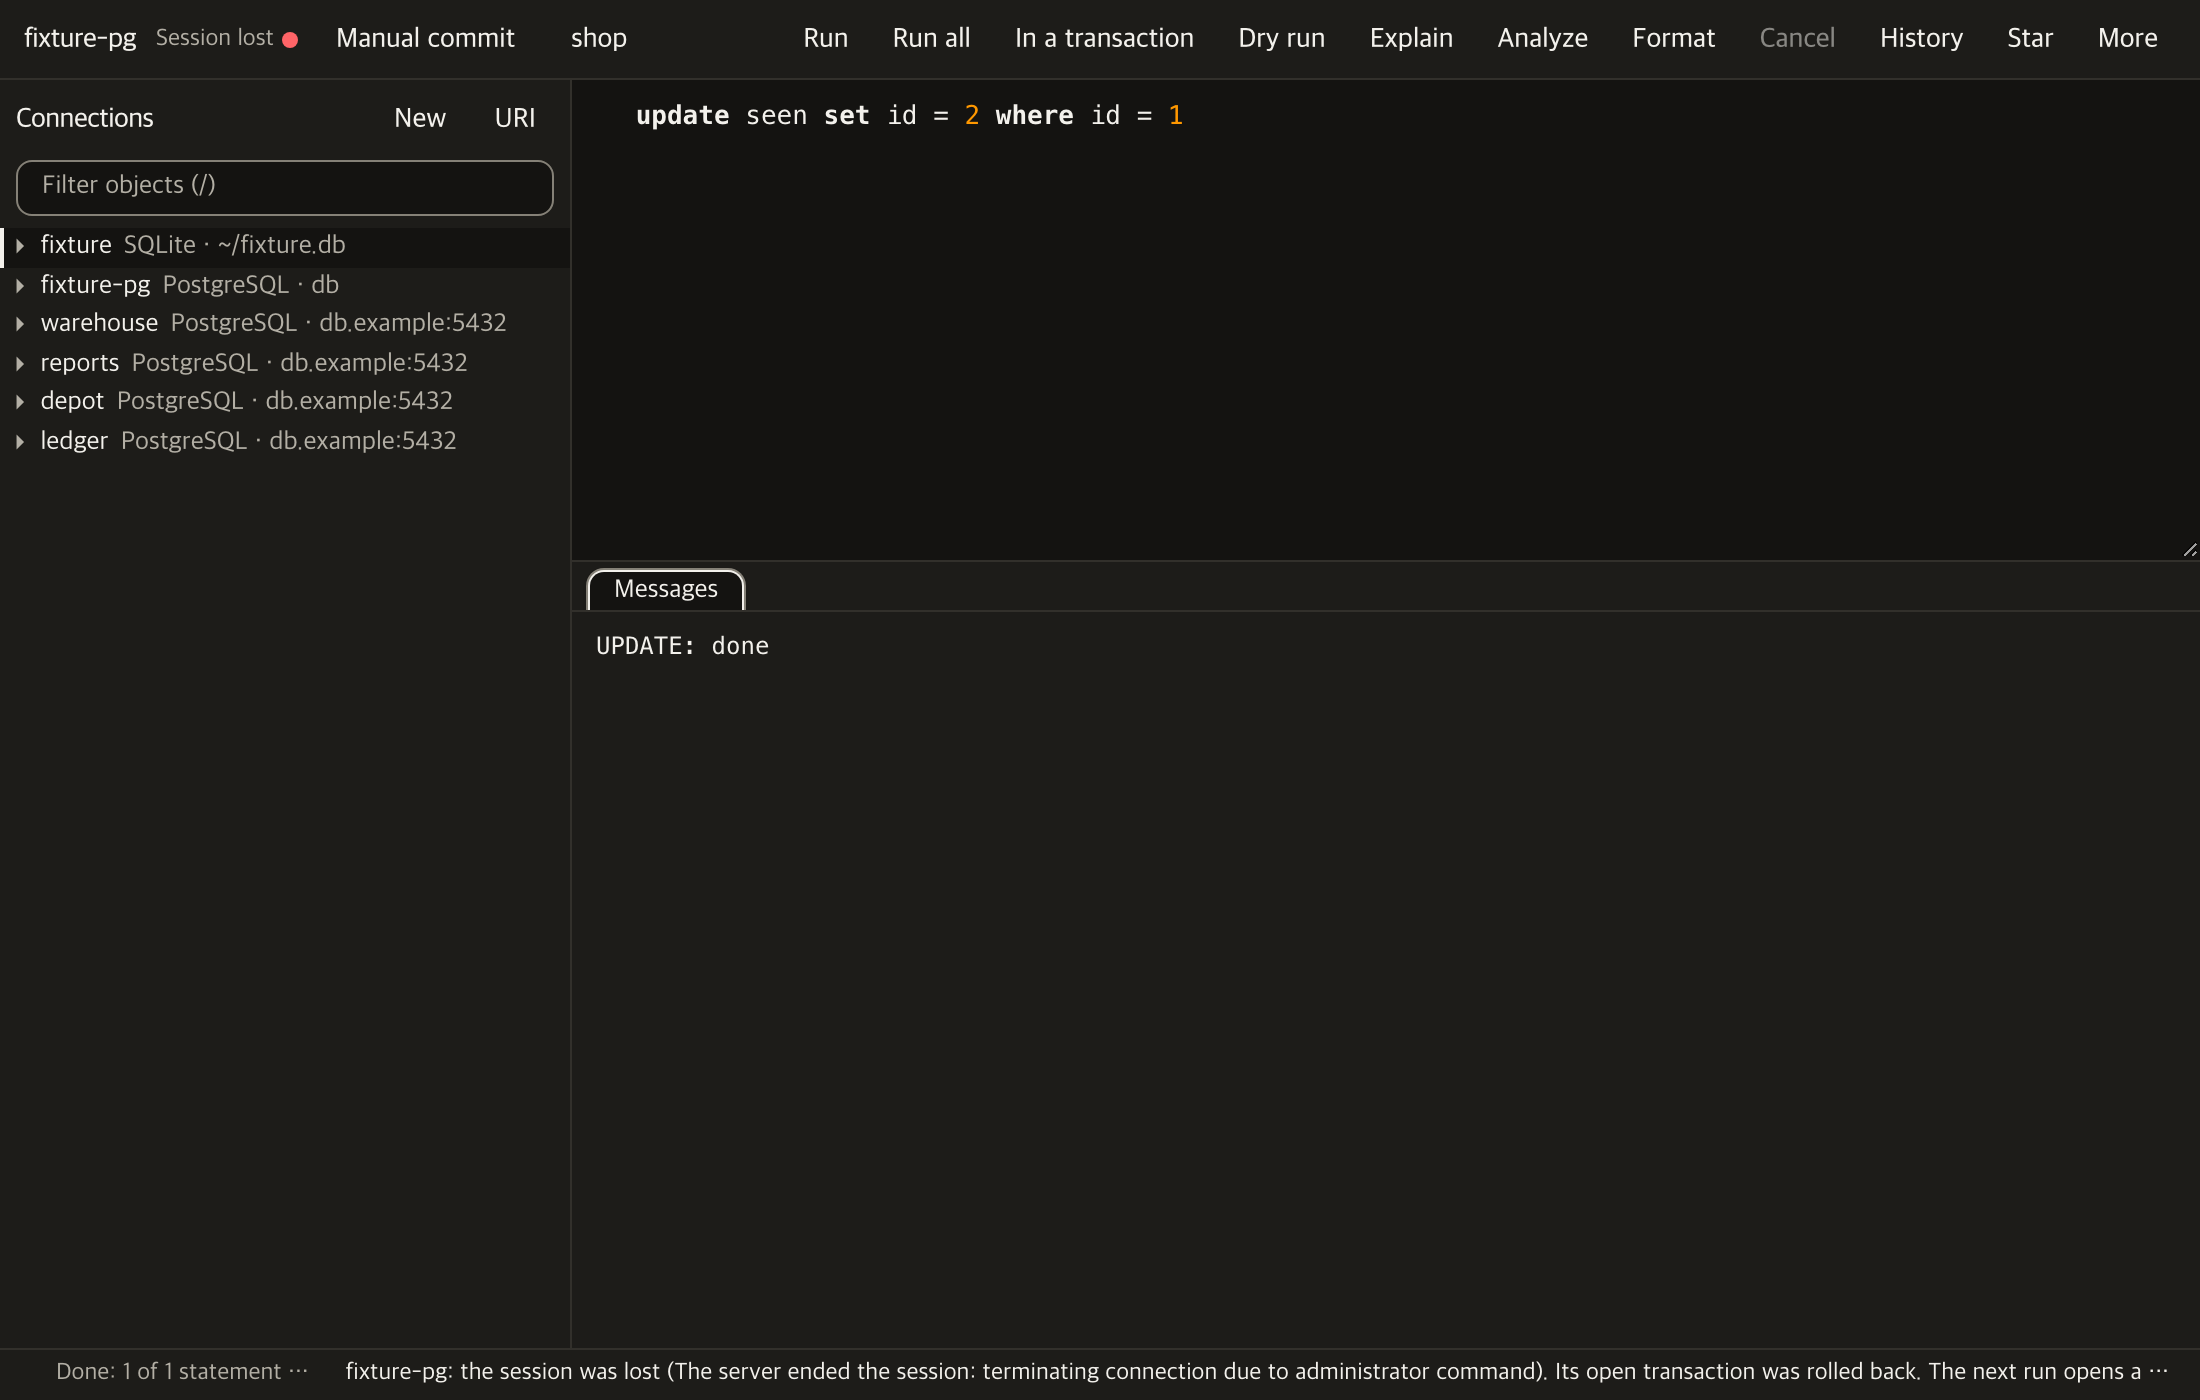 fixture-pg Session lost Manual commit shop Run Run all In a transaction Dry run Explain Analyze Format Cancel History Star More
Connections New URI
Filter objects (/)
fixture SQLite · ~/fixture.db
fixture-pg PostgreSQL · db
warehouse PostgreSQL · db.example:5432
reports PostgreSQL · db.example:5432
depot PostgreSQL · db.example:5432
ledger PostgreSQL · db.example:5432
update seen set id = 2 where id = 1
Messages
UPDATE: done
Done: 1 of 1 statement ··· fixture-pg: the session was lost (The server ended the session: terminating connection due to administrator command). Its open transaction was rolled back. The next run opens a ···